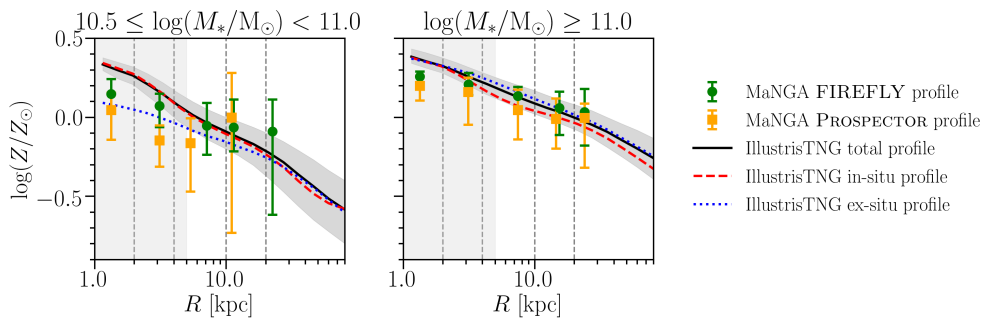 10.5 ≤ log(M*/M⊙) < 11.0
log(M*/M⊙) ≥ 11.0
0.5
0.0
−0.5
log(Z/Z⊙)
1.0 10.0
R [kpc]
1.0 10.0
R [kpc]
MaNGA FIREFLY profile
MaNGA PROSPECTOR profile
IllustrisTNG total profile
IllustrisTNG in-situ profile
IllustrisTNG ex-situ profile